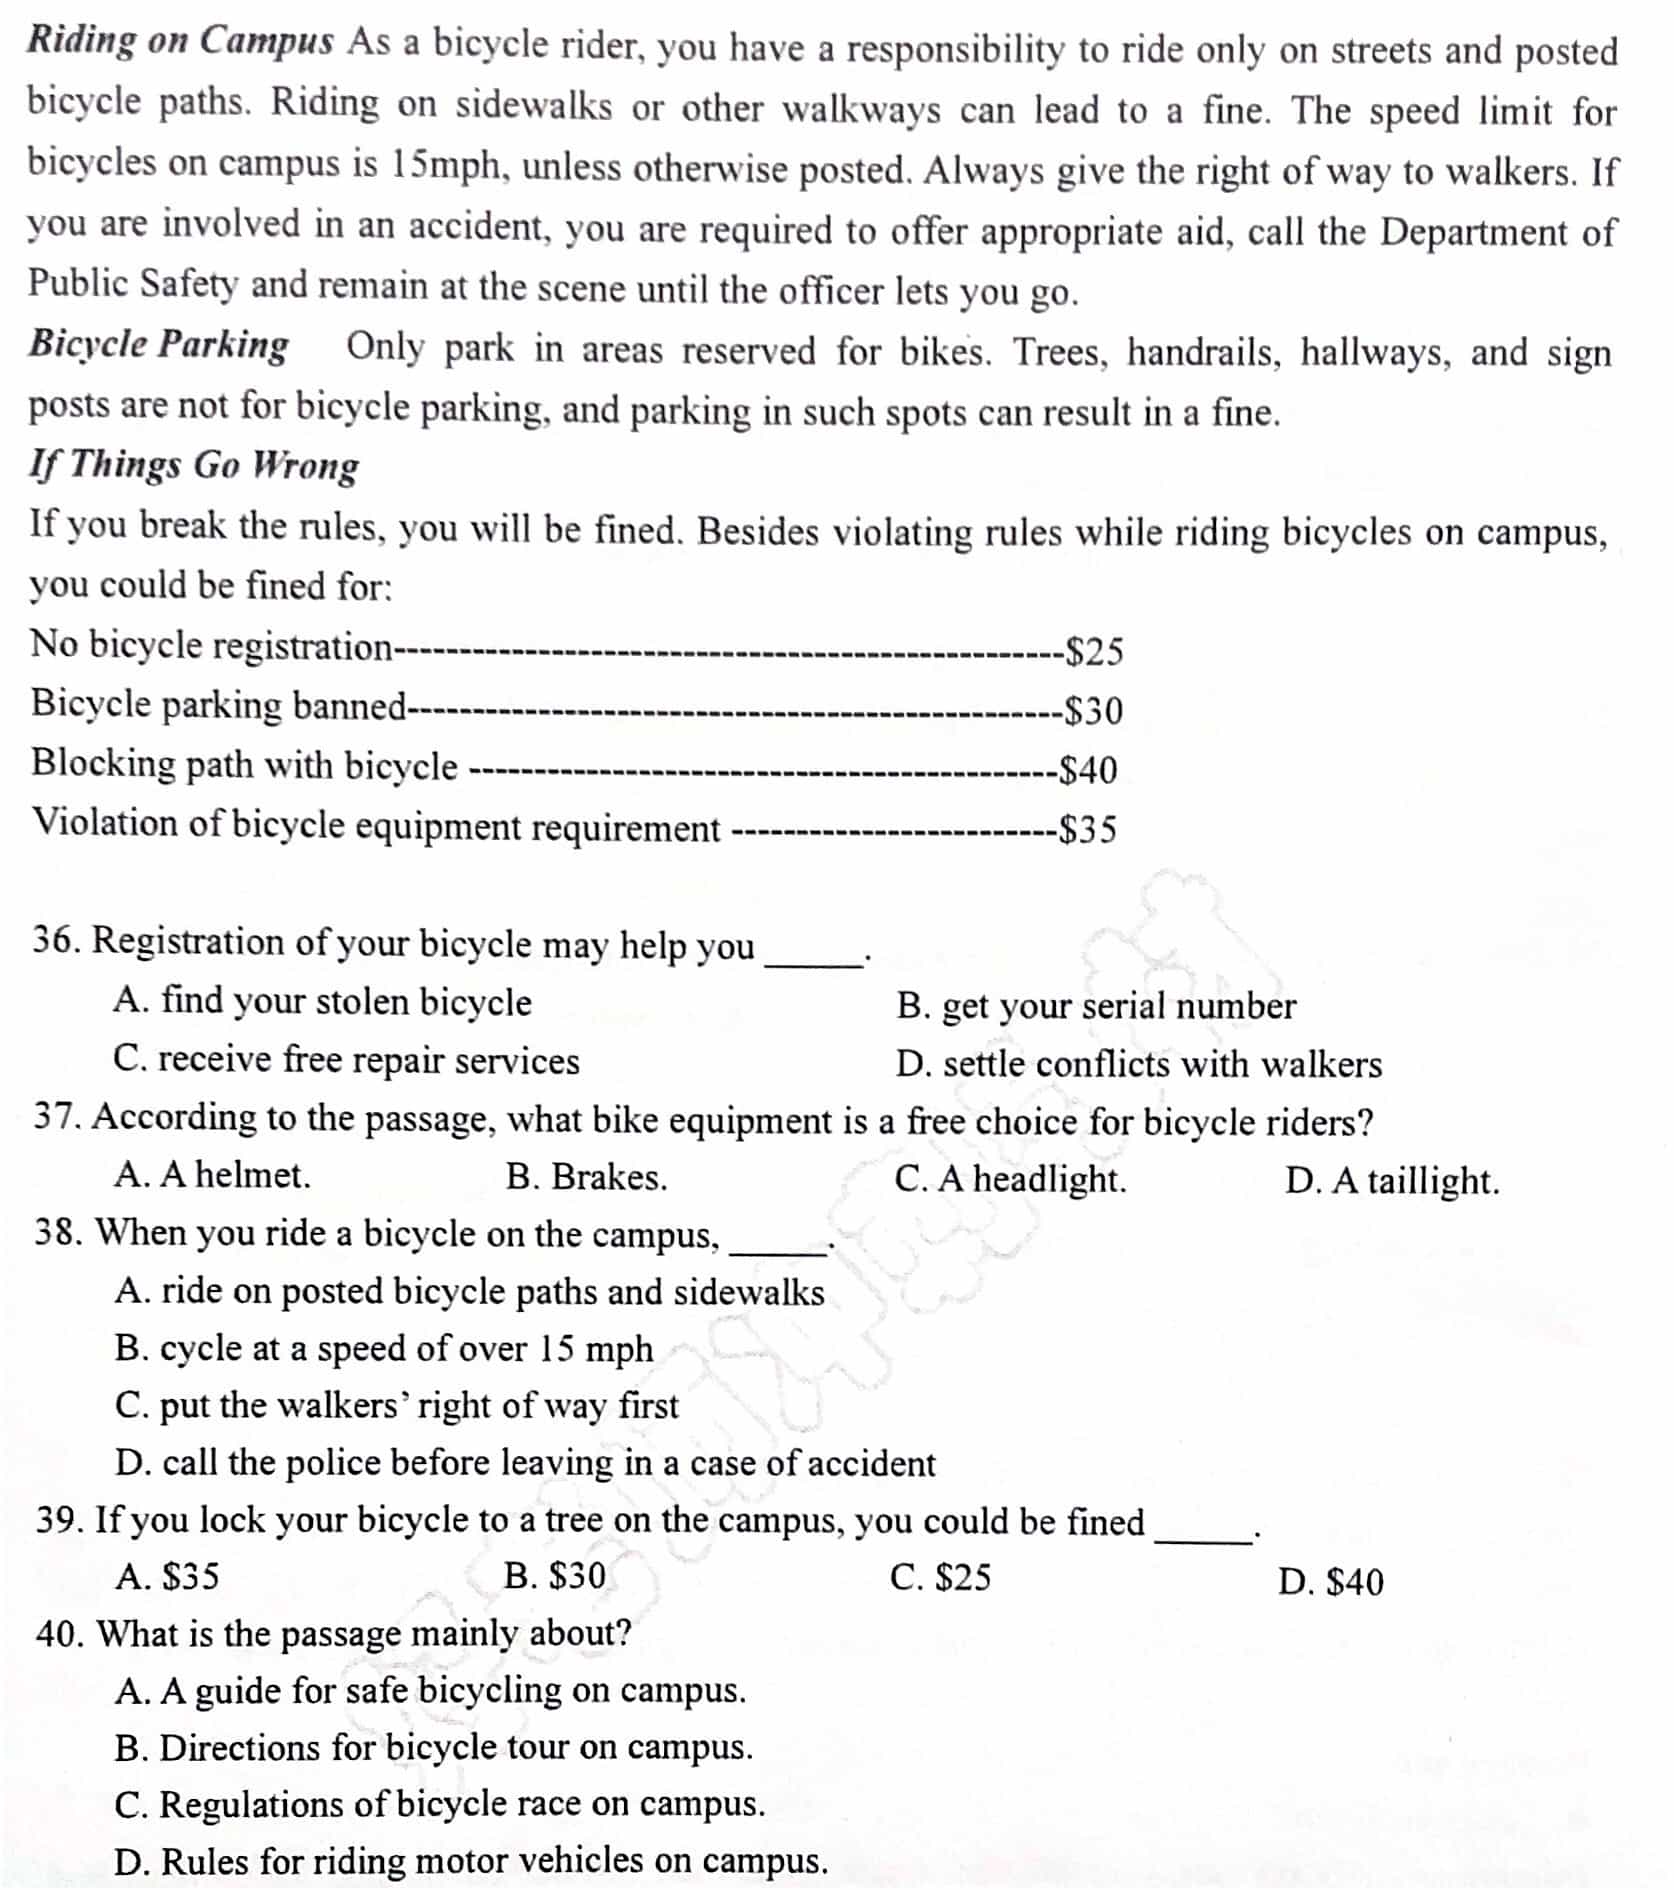 Riding on Campus As a bicycle rider, you have a responsibility to ride only on streets and posted
bicycle paths. Riding on sidewalks or other walkways can lead to a fine. The speed limit for
bicycles on campus is 15mph, unless otherwise posted. Always give the right of way to walkers. If
you are involved in an accident, you are required to offer appropriate aid, call the Department of
Public Safety and remain at the scene until the officer lets you go.
Bicycle Parking Only park in areas reserved for bikes. Trees, handrails, hallways, and sign
posts are not for bicycle parking, and parking in such spots can result in a fine.
If Things Go Wrong
If you break the rules, you will be fined. Besides violating rules while riding bicycles on campus,
you could be fined for:
No bicycle registration---------------------------------------------------$25
Bicycle parking banned--------------------------------------------------$30
Blocking path with bicycle ---------------------------------------------$40
Violation of bicycle equipment requirement -------------------------$35
36. Registration of your bicycle may help you _____.
A. find your stolen bicycle B. get your serial number
C. receive free repair services D. settle conflicts with walkers
37. According to the passage, what bike equipment is a free choice for bicycle riders?
A. A helmet. B. Brakes. C. A headlight. D. A taillight.
38. When you ride a bicycle on the campus, _____.
A. ride on posted bicycle paths and sidewalks
B. cycle at a speed of over 15 mph
C. put the walkers' right of way first
D. call the police before leaving in a case of accident
39. If you lock your bicycle to a tree on the campus, you could be fined _____.
A. $35 B. $30 C. $25 D. $40
40. What is the passage mainly about?
A. A guide for safe bicycling on campus.
B. Directions for bicycle tour on campus.
C. Regulations of bicycle race on campus.
D. Rules for riding motor vehicles on campus.